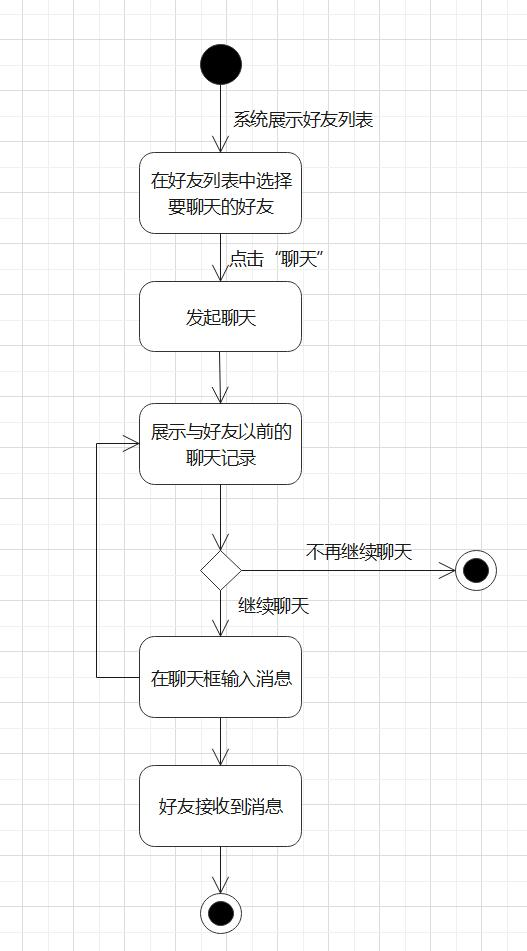 系统展示好友列表
在好友列表中选择
要聊天的好友
点击“聊天”
发起聊天
展示与好友以前的
聊天记录
不再继续聊天
继续聊天
在聊天框输入消息
好友接收到消息